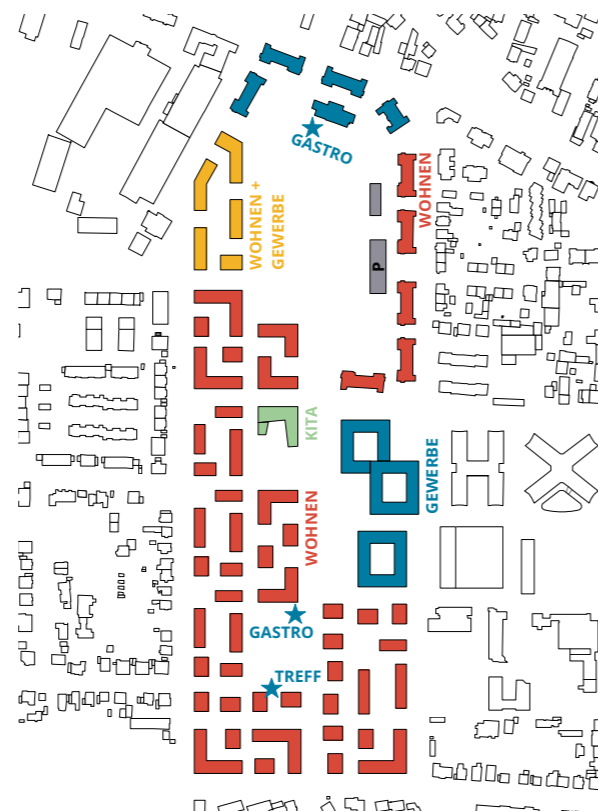 GASTRO
WOHNEN +
GEWERBE
WOHNEN
P
KITA
GEWERBE
WOHNEN
GASTRO
TREFF